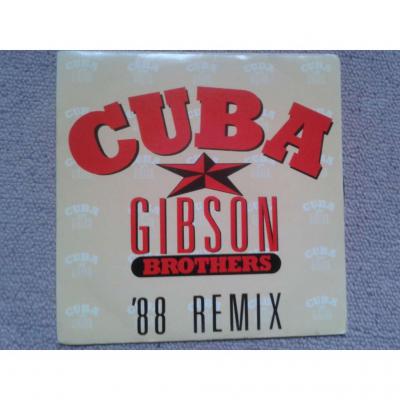 CUBA
GIBSON
BROTHERS
'88 REMIX